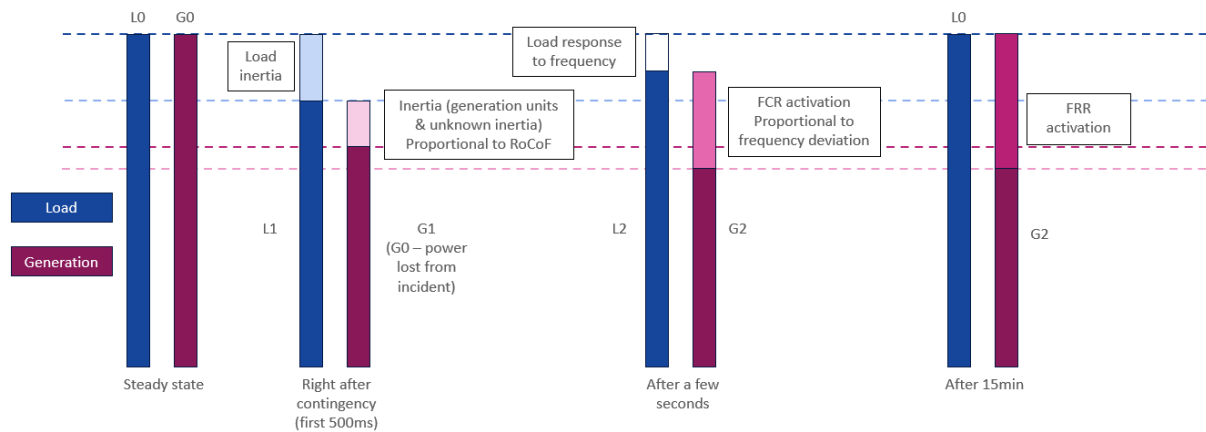 L0
G0
L0
Load
inertia
Inertia (generation units
& unknown inertia)
Proportional to RoCoF
Load response
to frequency
FCR activation
Proportional to
frequency deviation
FRR
activation
Load
Generation
L1
G1
(G0 – power
lost from
incident)
L2
G2
G2
Steady state
Right after
contingency
(first 500ms)
After a few
seconds
After 15min